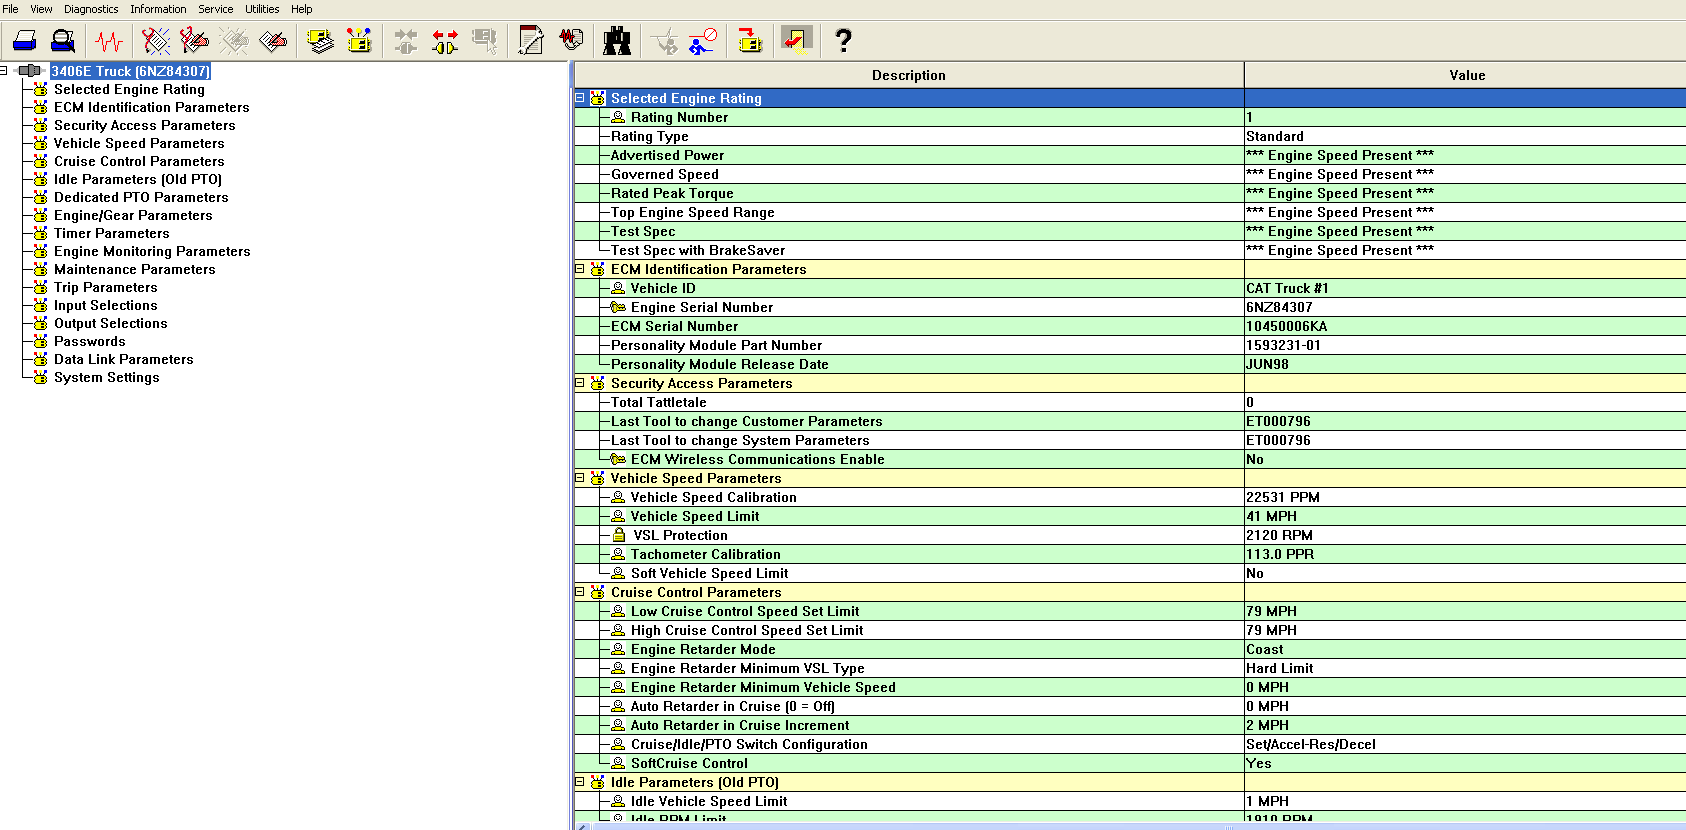 File View Diagnostics Information Service Utilities Help
3406E Truck (6NZ84307)
Selected Engine Rating
ECM Identification Parameters
Security Access Parameters
Vehicle Speed Parameters
Cruise Control Parameters
Idle Parameters (Old PTO)
Dedicated PTO Parameters
Engine/Gear Parameters
Timer Parameters
Engine Monitoring Parameters
Maintenance Parameters
Trip Parameters
Input Selections
Output Selections
Passwords
Data Link Parameters
System Settings
Description Value
Selected Engine Rating
Rating Number 1
Rating Type Standard
Advertised Power *** Engine Speed Present ***
Governed Speed *** Engine Speed Present ***
Rated Peak Torque *** Engine Speed Present ***
Top Engine Speed Range *** Engine Speed Present ***
Test Spec *** Engine Speed Present ***
Test Spec with BrakeSaver *** Engine Speed Present ***
ECM Identification Parameters
Vehicle ID CAT Truck #1
Engine Serial Number 6NZ84307
ECM Serial Number 10450006KA
Personality Module Part Number 1593231-01
Personality Module Release Date JUN98
Security Access Parameters
Total Tattletale 0
Last Tool to change Customer Parameters ET000796
Last Tool to change System Parameters ET000796
ECM Wireless Communications Enable No
Vehicle Speed Parameters
Vehicle Speed Calibration 22531 PPM
Vehicle Speed Limit 41 MPH
VSL Protection 2120 RPM
Tachometer Calibration 113.0 PPR
Soft Vehicle Speed Limit No
Cruise Control Parameters
Low Cruise Control Speed Set Limit 79 MPH
High Cruise Control Speed Set Limit 79 MPH
Engine Retarder Mode Coast
Engine Retarder Minimum VSL Type Hard Limit
Engine Retarder Minimum Vehicle Speed 0 MPH
Auto Retarder in Cruise (0 = Off) 0 MPH
Auto Retarder in Cruise Increment 2 MPH
Cruise/Idle/PTO Switch Configuration Set/Accel-Res/Decel
SoftCruise Control Yes
Idle Parameters (Old PTO)
Idle Vehicle Speed Limit 1 MPH
Idle RPM Limit 1910 RPM